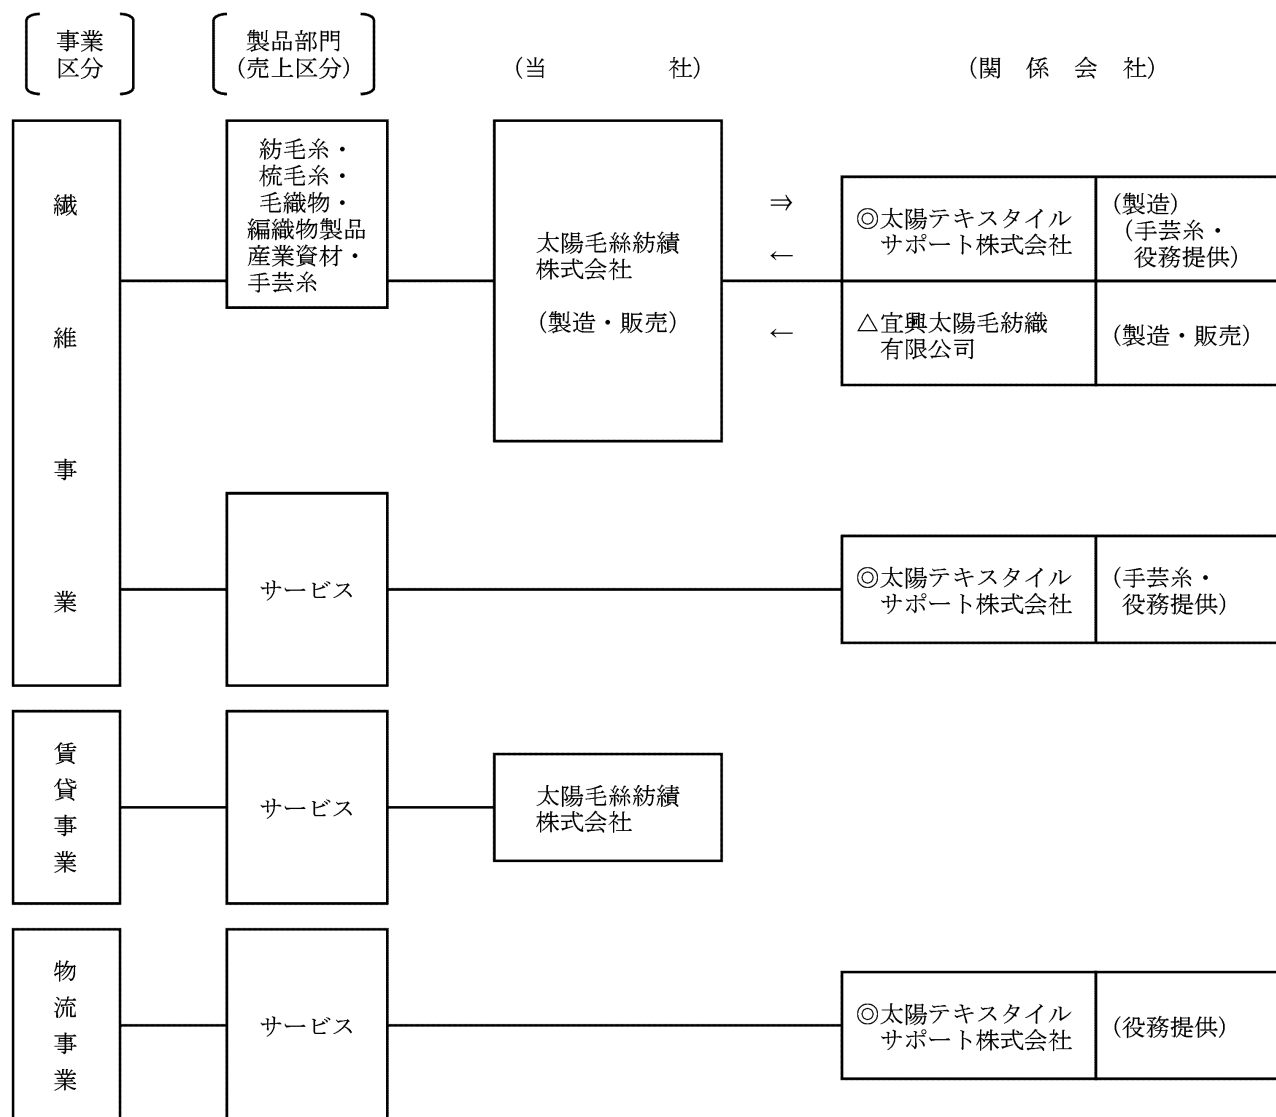 事業
区分
製品部門
(売上区分)
(当　　　　　社)
(関　係　会　社)
繊維事業
紡毛糸・
梳毛糸・
毛織物・
編織物製品
産業資材・
手芸糸
太陽毛絲紡績
株式会社
(製造・販売)
⇒
←
◎太陽テキスタイル
サポート株式会社
(製造)
(手芸糸・
役務提供)
←
△宜興太陽毛紡織
有限公司
(製造・販売)
サービス
◎太陽テキスタイル
サポート株式会社
(手芸糸・
役務提供)
賃貸事業
サービス
太陽毛絲紡績
株式会社
物流事業
サービス
◎太陽テキスタイル
サポート株式会社
(役務提供)